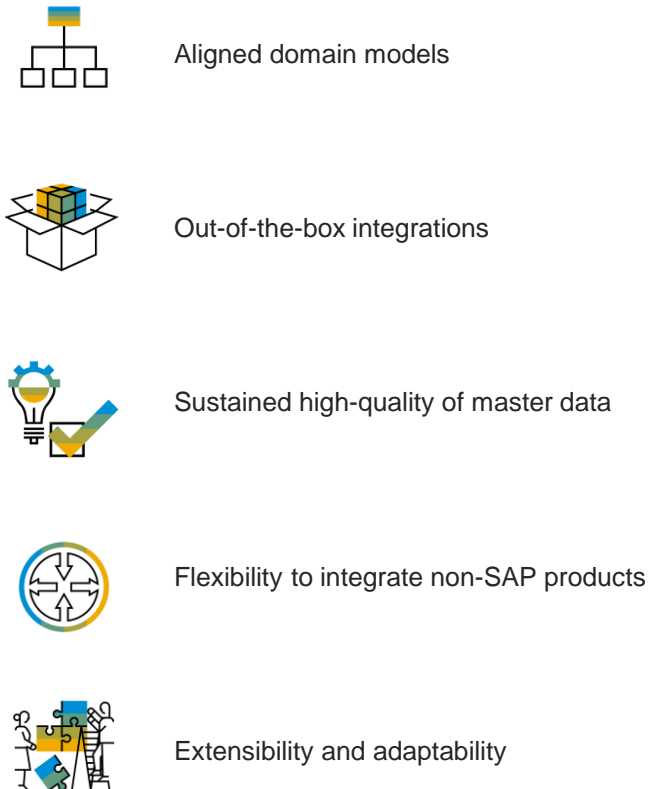 Aligned domain models
Out-of-the-box integrations
Sustained high-quality of master data
Flexibility to integrate non-SAP products
Extensibility and adaptability